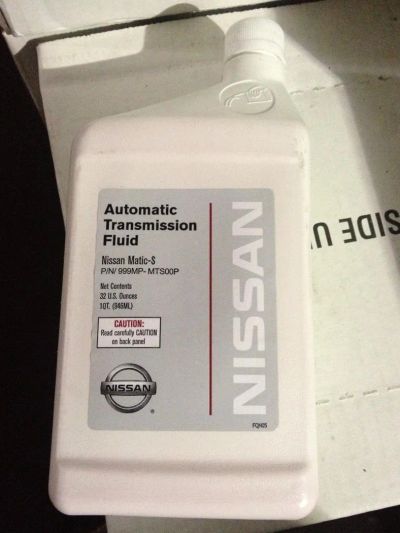 Automatic
Transmission
Fluid
Nissan Matic-S
P/N/ 999MP- MTS00P
Net Contents
32 U.S. Ounces
1QT. (946ML)
CAUTION:
Read carefully CAUTION
on back panel
NISSAN
®
NISSAN
FQH05
SIDE U